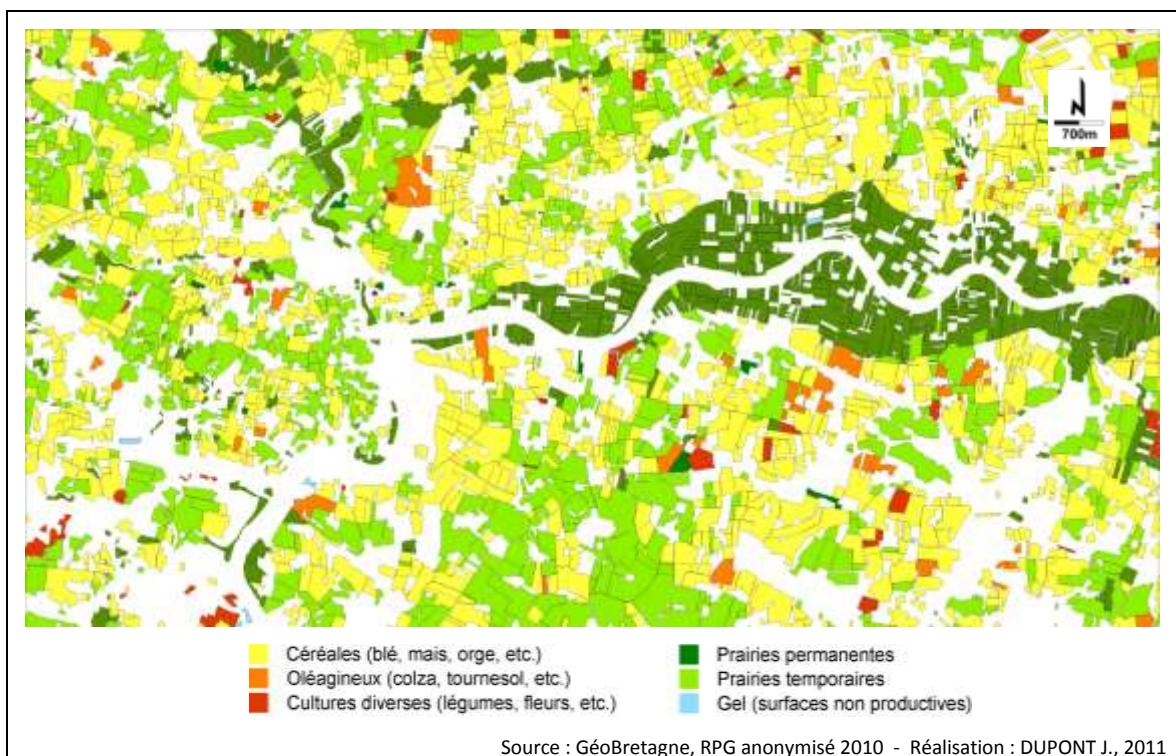 700m
Céréales (blé, mais, orge, etc.)
Oléagineux (colza, tournesol, etc.)
Cultures diverses (légumes, fleurs, etc.)
Prairies permanentes
Prairies temporaires
Gel (surfaces non productives)
Source : GéoBretagne, RPG anonymisé 2010 - Réalisation : DUPONT J., 2011